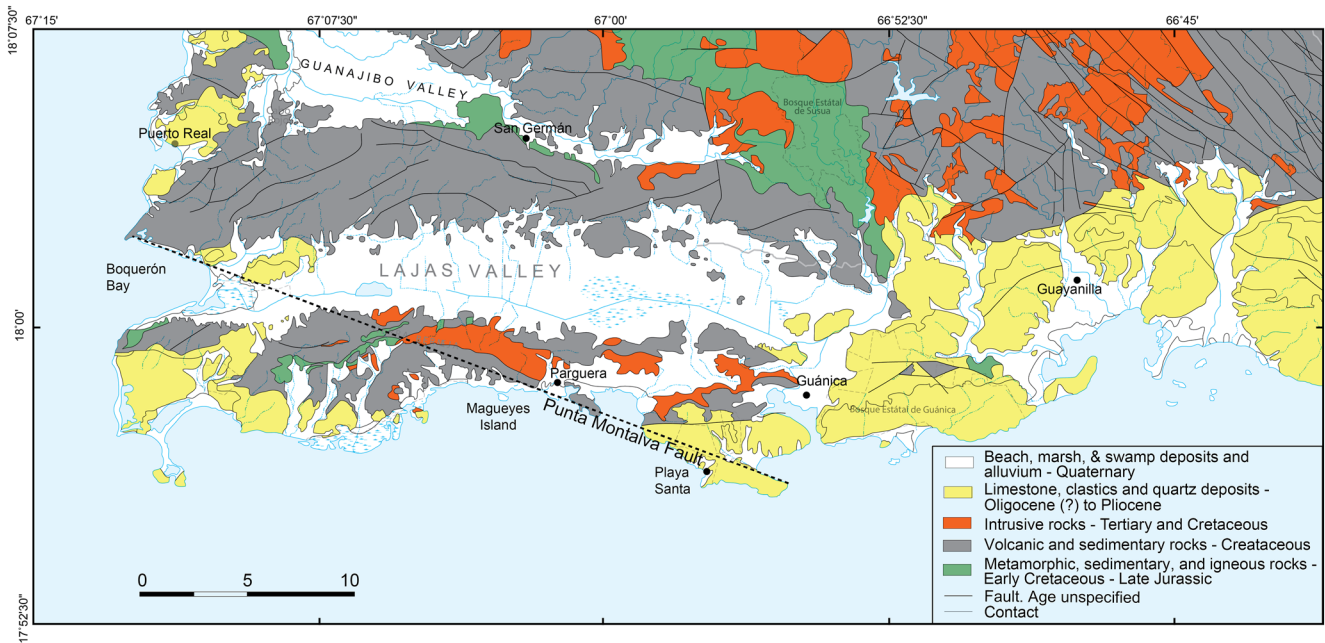 67°15'
67°07'30"
67°00'
66°52'30"
66°45'
18°07'30"
GUANAJIBO VALLEY
Bosque Estátal
de Susua
Puerto Real
San Germán
Boquerón
Bay
LAJAS VALLEY
Guayanilla
18°00'
Parguera
Guánica
Magueyes
Island
Punta Montalva Fault
Bosque Estátal de Guánica
Playa
Santa
Beach, marsh, & swamp deposits and
alluvium - Quaternary
Limestone, clastics and quartz deposits -
Oligocene (?) to Pliocene
Intrusive rocks - Tertiary and Cretaceous
Volcanic and sedimentary rocks - Creataceous
Metamorphic, sedimentary, and igneous rocks -
Early Cretaceous - Late Jurassic
Fault. Age unspecified
Contact
0 5 10
17°52'30"